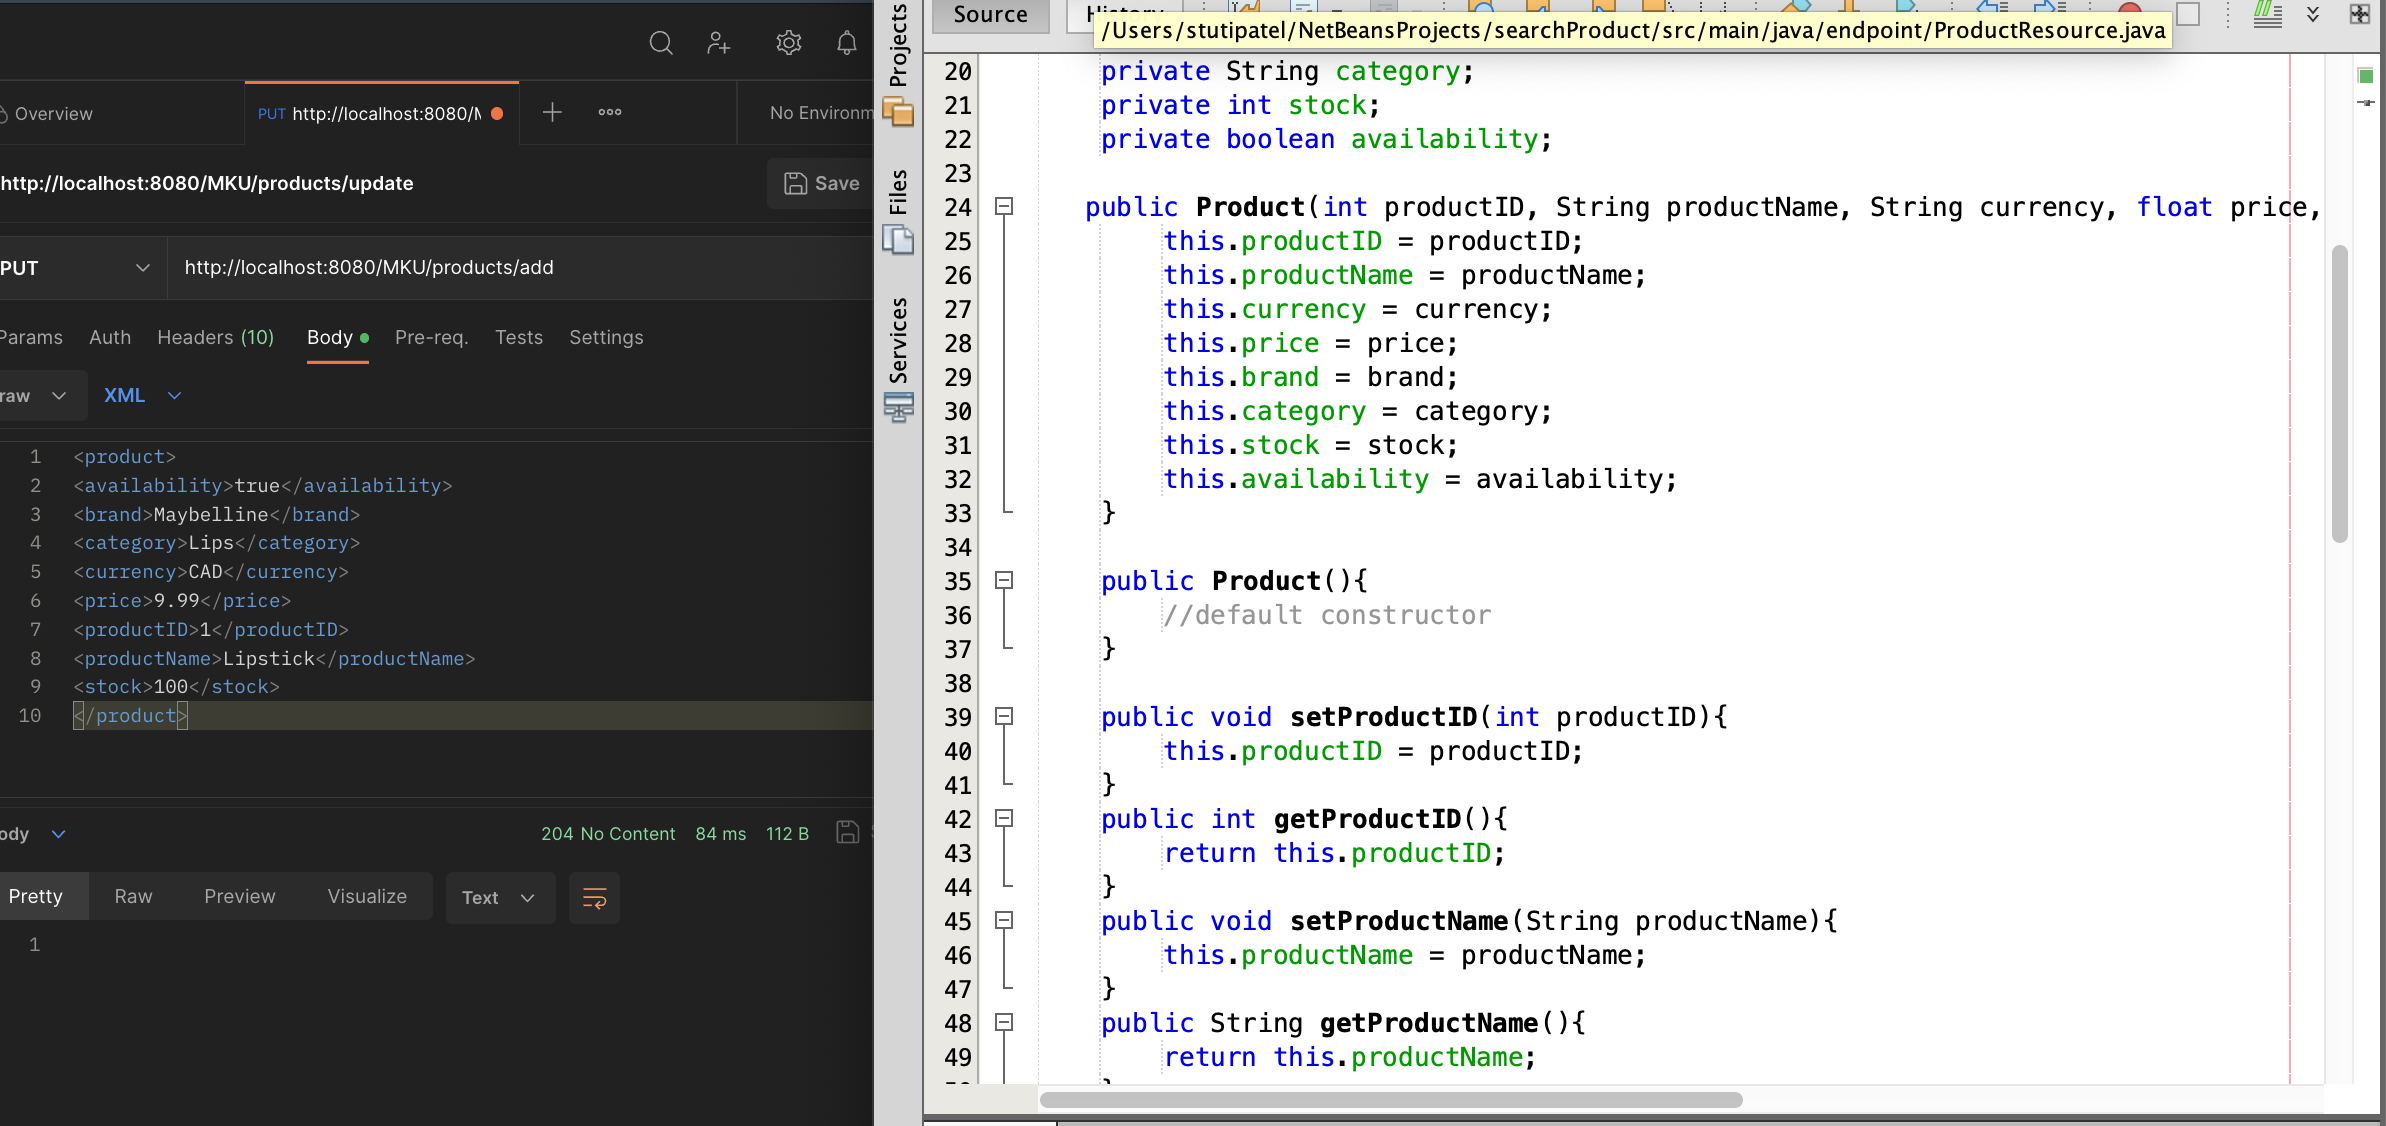 Overview
PUT http://localhost:8080/M
No Environm
http://localhost:8080/MKU/products/update
Save
PUT
http://localhost:8080/MKU/products/add
Params
Auth
Headers (10)
Body
Pre-req.
Tests
Settings
raw
XML
1 <product>
2 <availability>true</availability>
3 <brand>Maybelline</brand>
4 <category>Lips</category>
5 <currency>CAD</currency>
6 <price>9.99</price>
7 <productID>1</productID>
8 <productName>Lipstick</productName>
9 <stock>100</stock>
10 </product>
ody
204 No Content 84 ms 112 B
Pretty
Raw
Preview
Visualize
Text
1
Projects
Files
Services
Source
History
/Users/stutipatel/NetBeansProjects/searchProduct/src/main/java/endpoint/ProductResource.java
20 private String category;
21 private int stock;
22 private boolean availability;
23
24 public Product(int productID, String productName, String currency, float price,
25 this.productID = productID;
26 this.productName = productName;
27 this.currency = currency;
28 this.price = price;
29 this.brand = brand;
30 this.category = category;
31 this.stock = stock;
32 this.availability = availability;
33 }
34
35 public Product(){
36 //default constructor
37 }
38
39 public void setProductID(int productID){
40 this.productID = productID;
41 }
42 public int getProductID(){
43 return this.productID;
44 }
45 public void setProductName(String productName){
46 this.productName = productName;
47 }
48 public String getProductName(){
49 return this.productName;